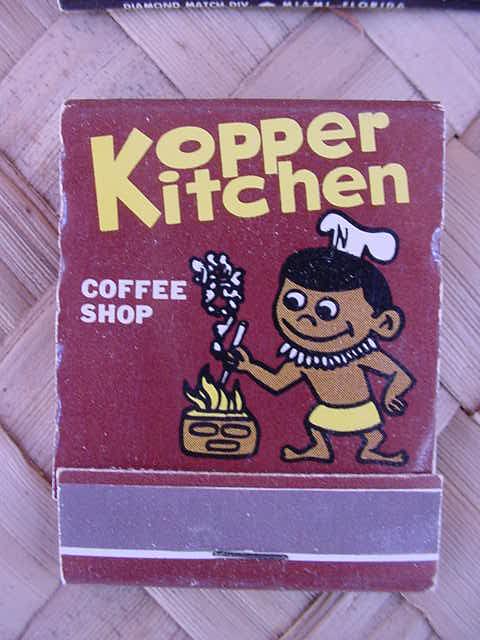 DIAMOND MATCH DIV. MIAMI, FLORIDA
Kopper
Kitchen
N
COFFEE
SHOP